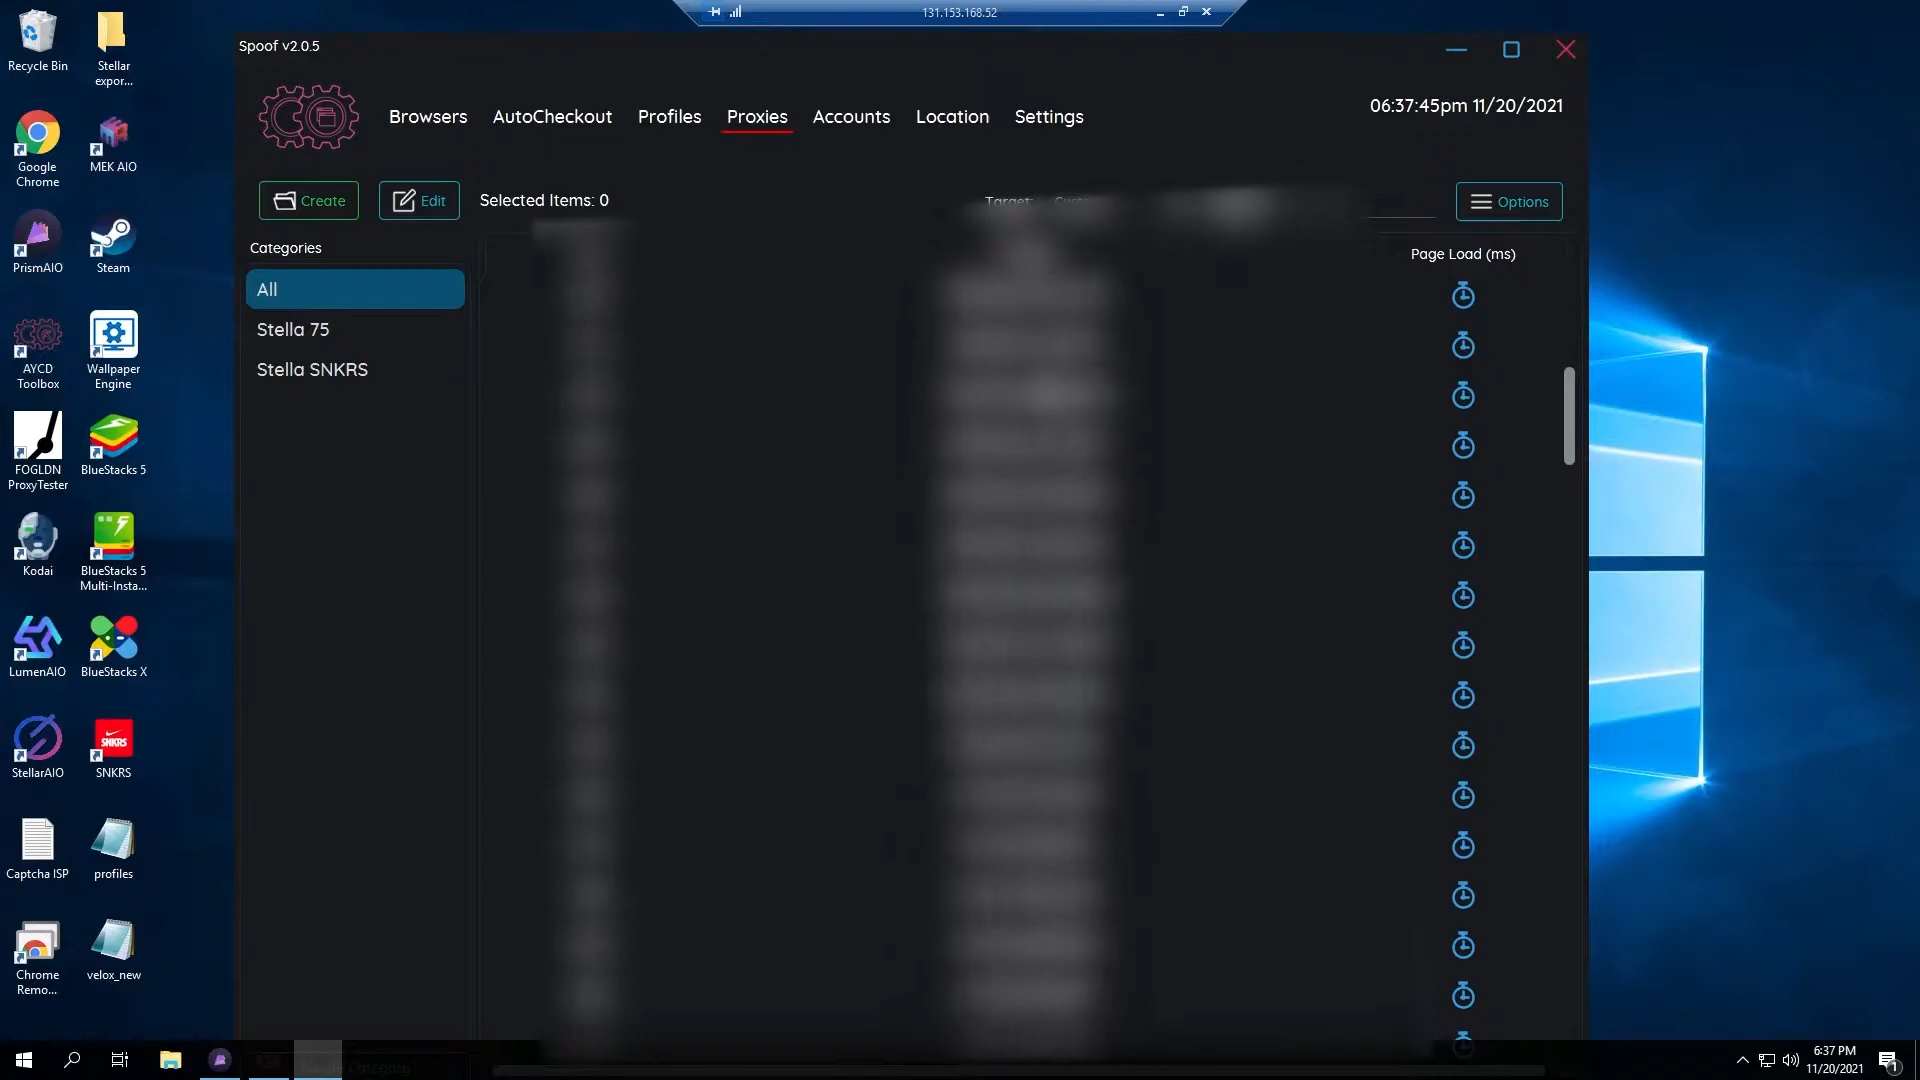 131.153.168.52
Spoof v2.0.5
Browsers
AutoCheckout
Profiles
Proxies
Accounts
Location
Settings
06:37:45pm 11/20/2021
Create
Edit
Selected Items: 0
Target:
Options
Categories
All
Stella 75
Stella SNKRS
Page Load (ms)
Recycle Bin
Stellar
expor...
Google
Chrome
MEK AIO
PrismAIO
Steam
AYCD
Toolbox
Wallpaper
Engine
FOGLDN
ProxyTester
BlueStacks 5
Kodai
BlueStacks 5
Multi-Insta...
LumenAIO
BlueStacks X
StellarAIO
SNKRS
SNKRS
Captcha ISP
profiles
Chrome
Remo...
velox_new
6:37 PM
11/20/2021
1